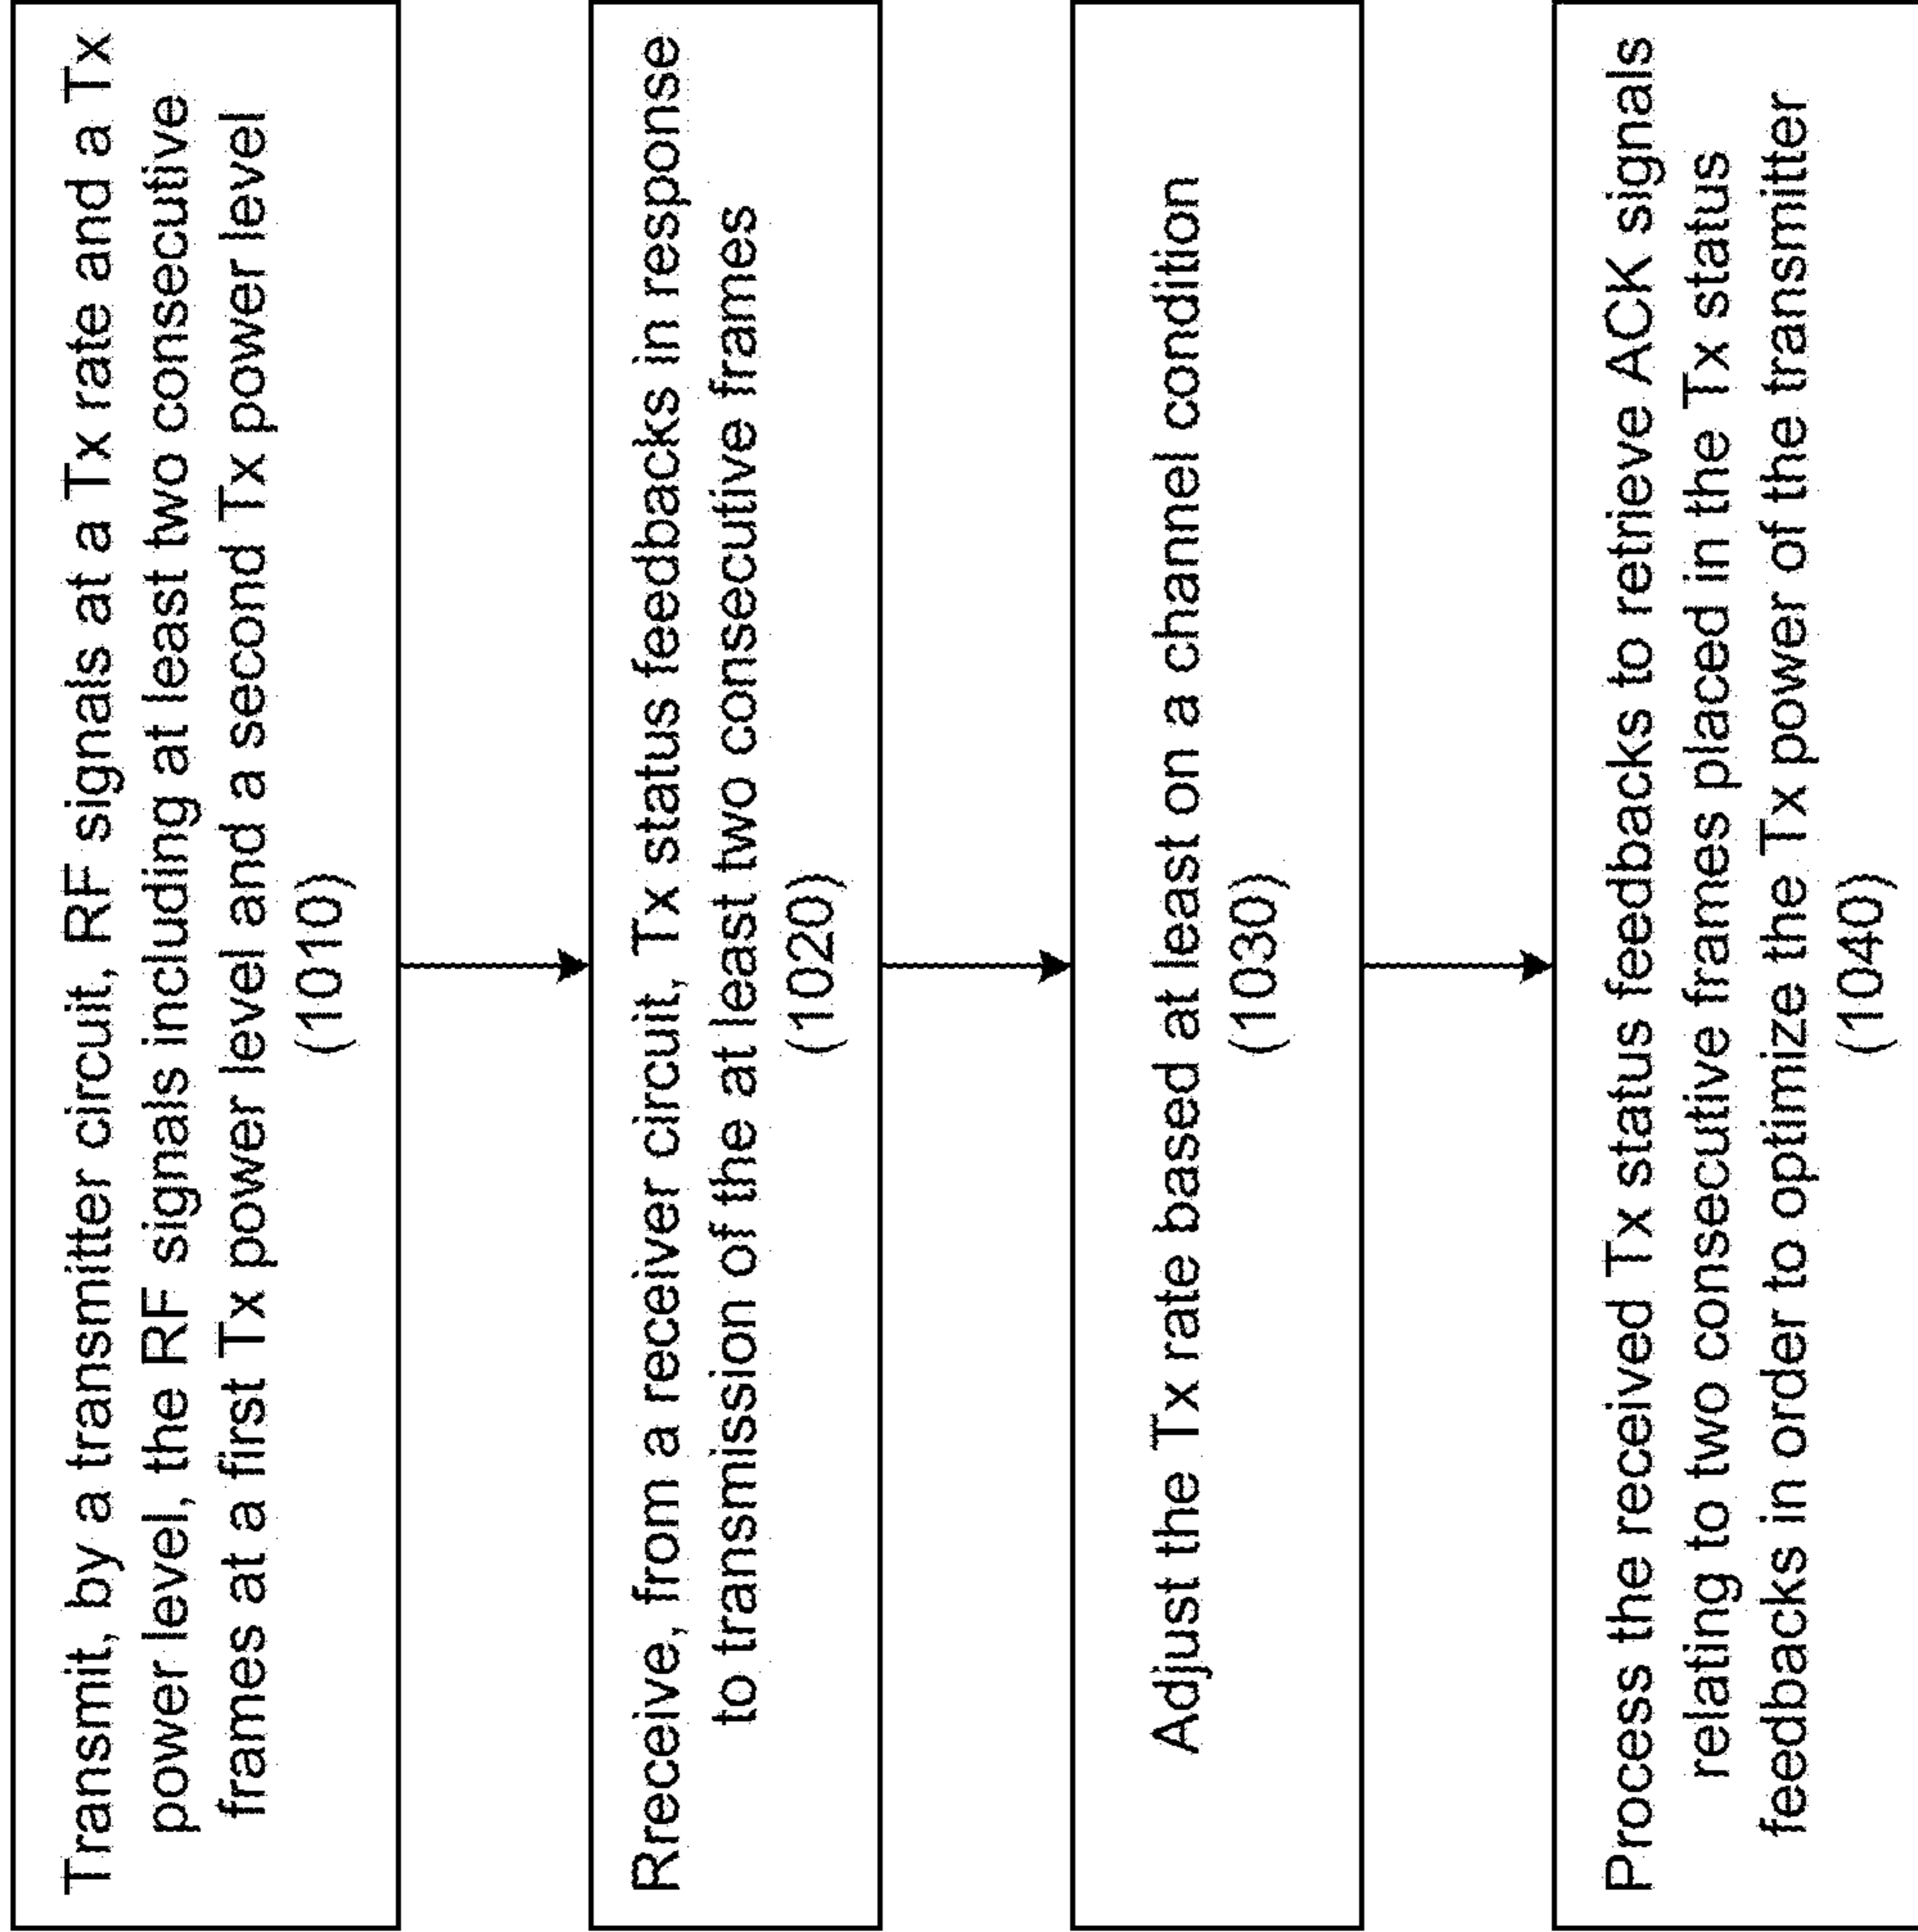 Transmit, by a transmitter circuit, RF signals at a Tx rate and a Tx
power level, the RF signals including at least two consecutive
frames at a first Tx power level and a second Tx power level
(1010)
Rreceive, from a receiver circuit, Tx status feedbacks in response
to transmission of the at least two consecutive frames
(1020)
Adjust the Tx rate based at least on a channel condition
(1030)
Process the received Tx status feedbacks to retrieve ACK signals
relating to two consecutive frames placed in the Tx status
feedbacks in order to optimize the Tx power of the transmitter
(1040)